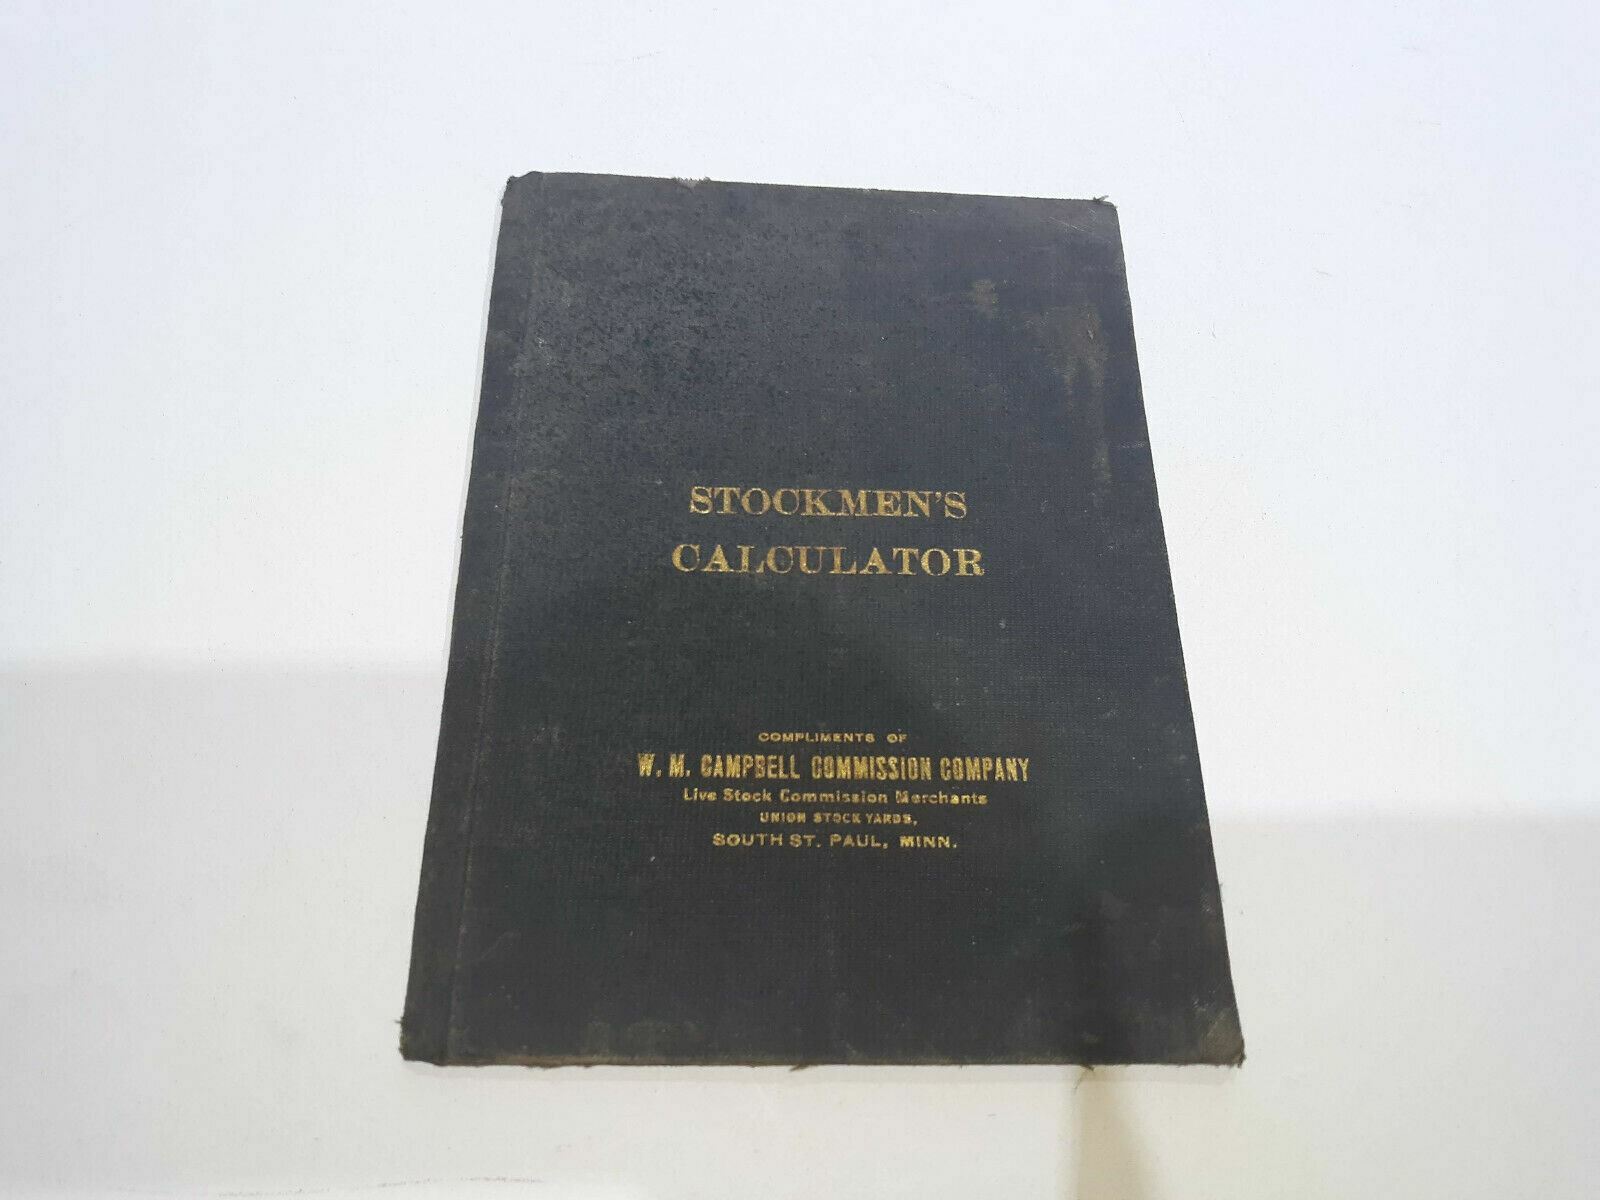 STOCKMEN'S
CALCULATOR
COMPLIMENTS OF
W. M. CAMPBELL COMMISSION COMPANY
Live Stock Commission Merchants
UNION STOCK YARDS,
SOUTH ST. PAUL, MINN.